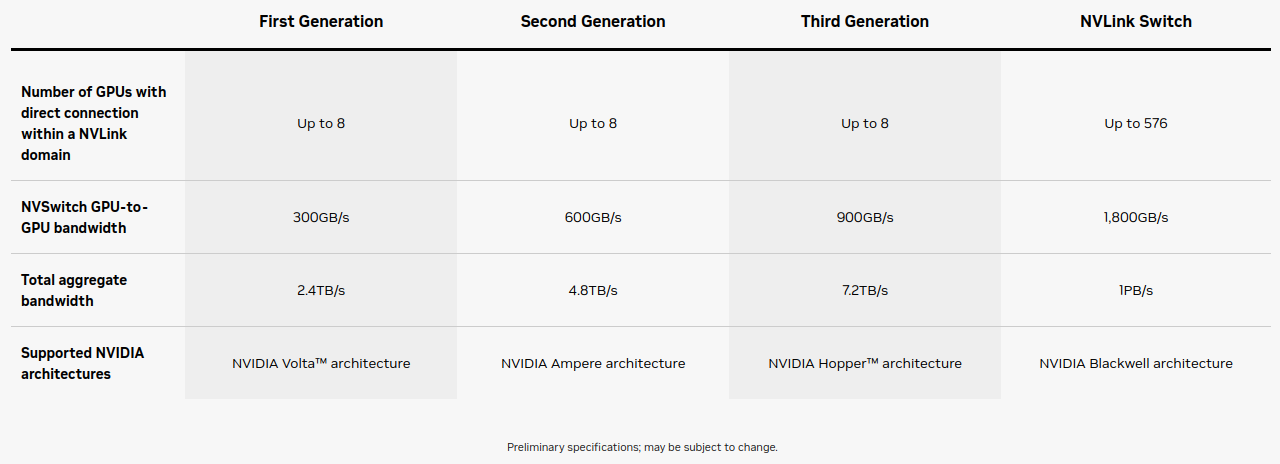 First Generation Second Generation Third Generation NVLink Switch
Number of GPUs with
direct connection
within a NVLink
domain
Up to 8 Up to 8 Up to 8 Up to 576
NVSwitch GPU-to-
GPU bandwidth
300GB/s 600GB/s 900GB/s 1,800GB/s
Total aggregate
bandwidth
2.4TB/s 4.8TB/s 7.2TB/s 1PB/s
Supported NVIDIA
architectures
NVIDIA Volta™ architecture NVIDIA Ampere architecture NVIDIA Hopper™ architecture NVIDIA Blackwell architecture
Preliminary specifications; may be subject to change.